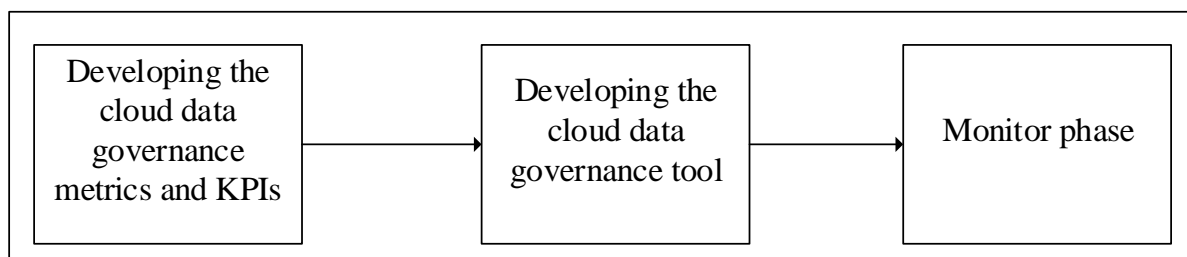 Developing the
cloud data
governance
metrics and KPIs
Developing the
cloud data
governance tool
Monitor phase